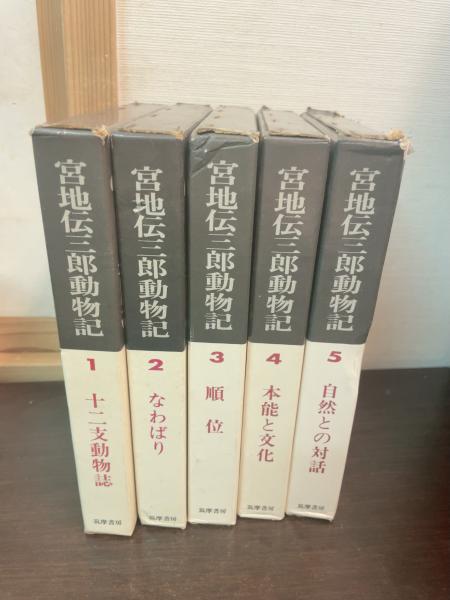 宮地伝三郎動物記
1
十二支動物誌
筑摩書房
宮地伝三郎動物記
2
なわばり
筑摩書房
宮地伝三郎動物記
3
順位
筑摩書房
宮地伝三郎動物記
4
本能と文化
筑摩書房
宮地伝三郎動物記
5
自然との対話
筑摩書房